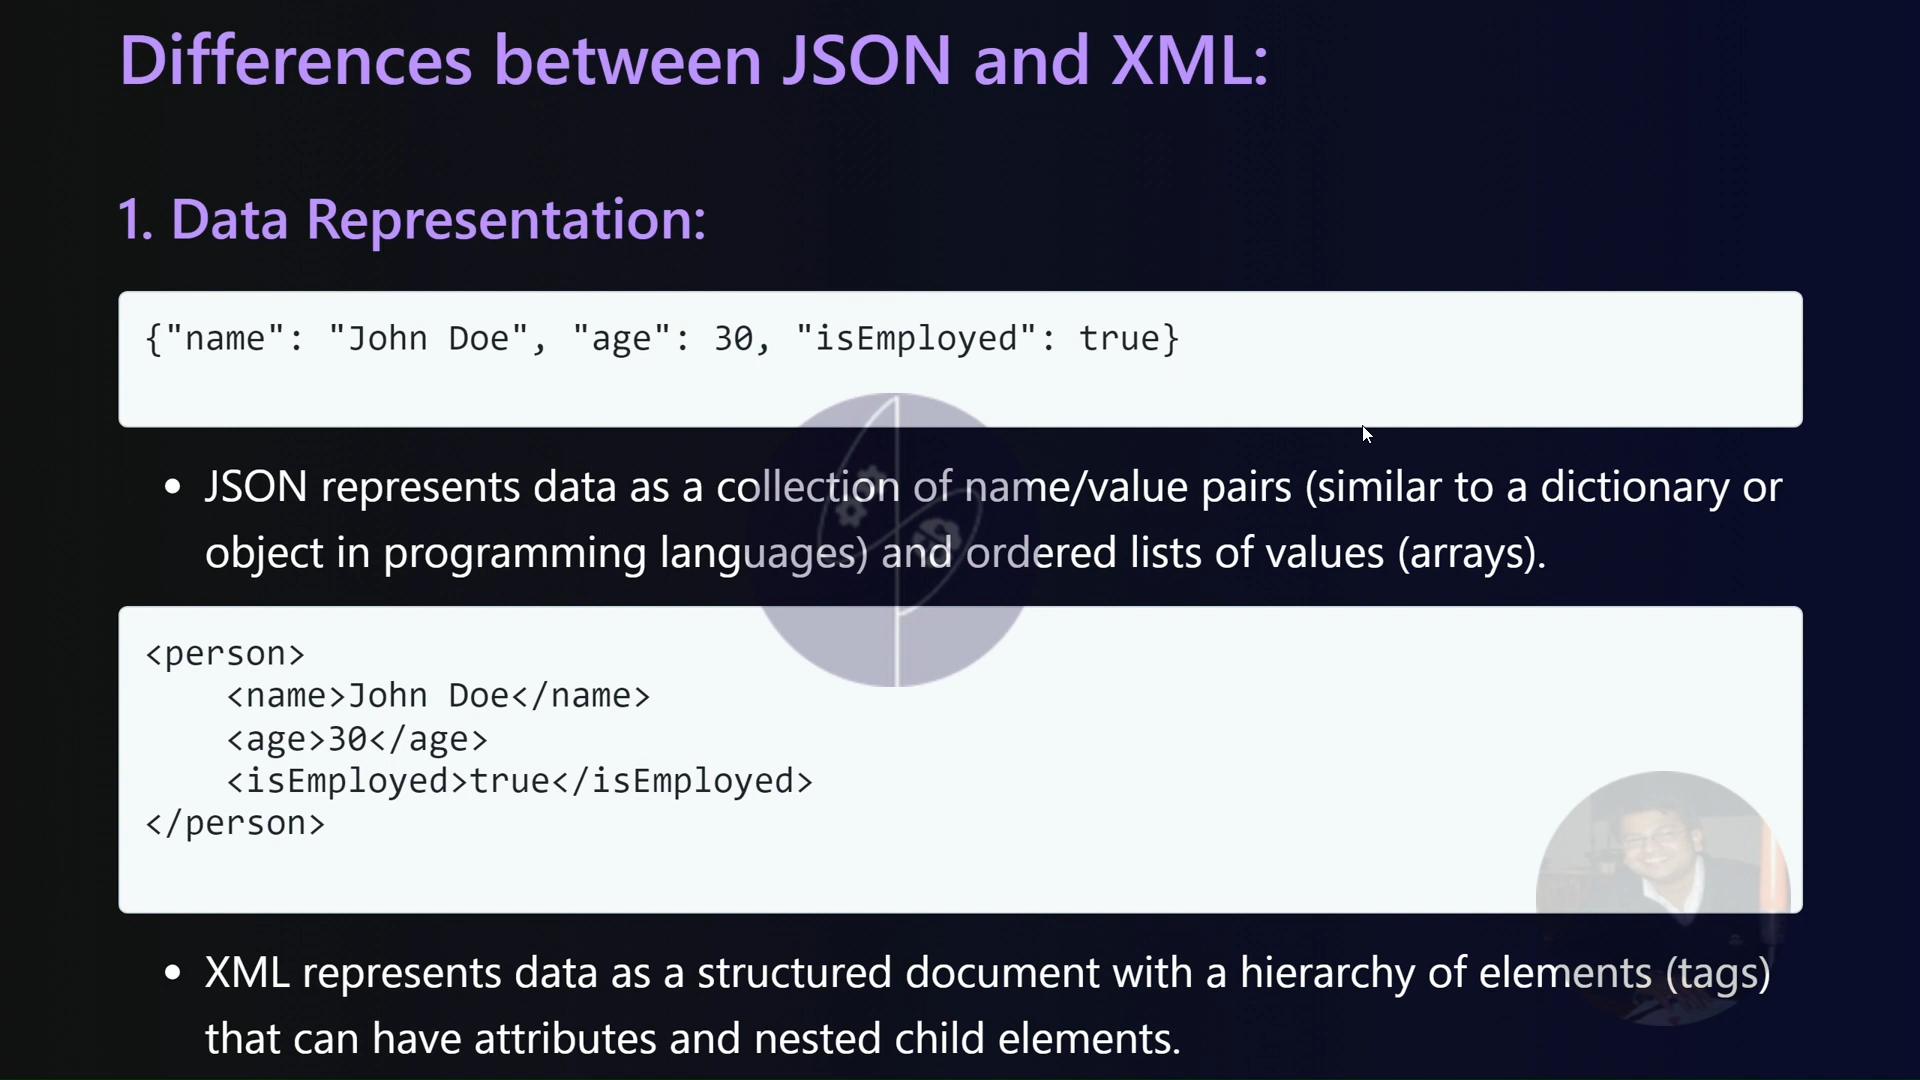 Differences between JSON and XML:
1. Data Representation:
{"name": "John Doe", "age": 30, "isEmployed": true}
• JSON represents data as a collection of name/value pairs (similar to a dictionary or
object in programming languages) and ordered lists of values (arrays).
<person>
    <name>John Doe</name>
    <age>30</age>
    <isEmployed>true</isEmployed>
</person>
• XML represents data as a structured document with a hierarchy of elements (tags)
that can have attributes and nested child elements.